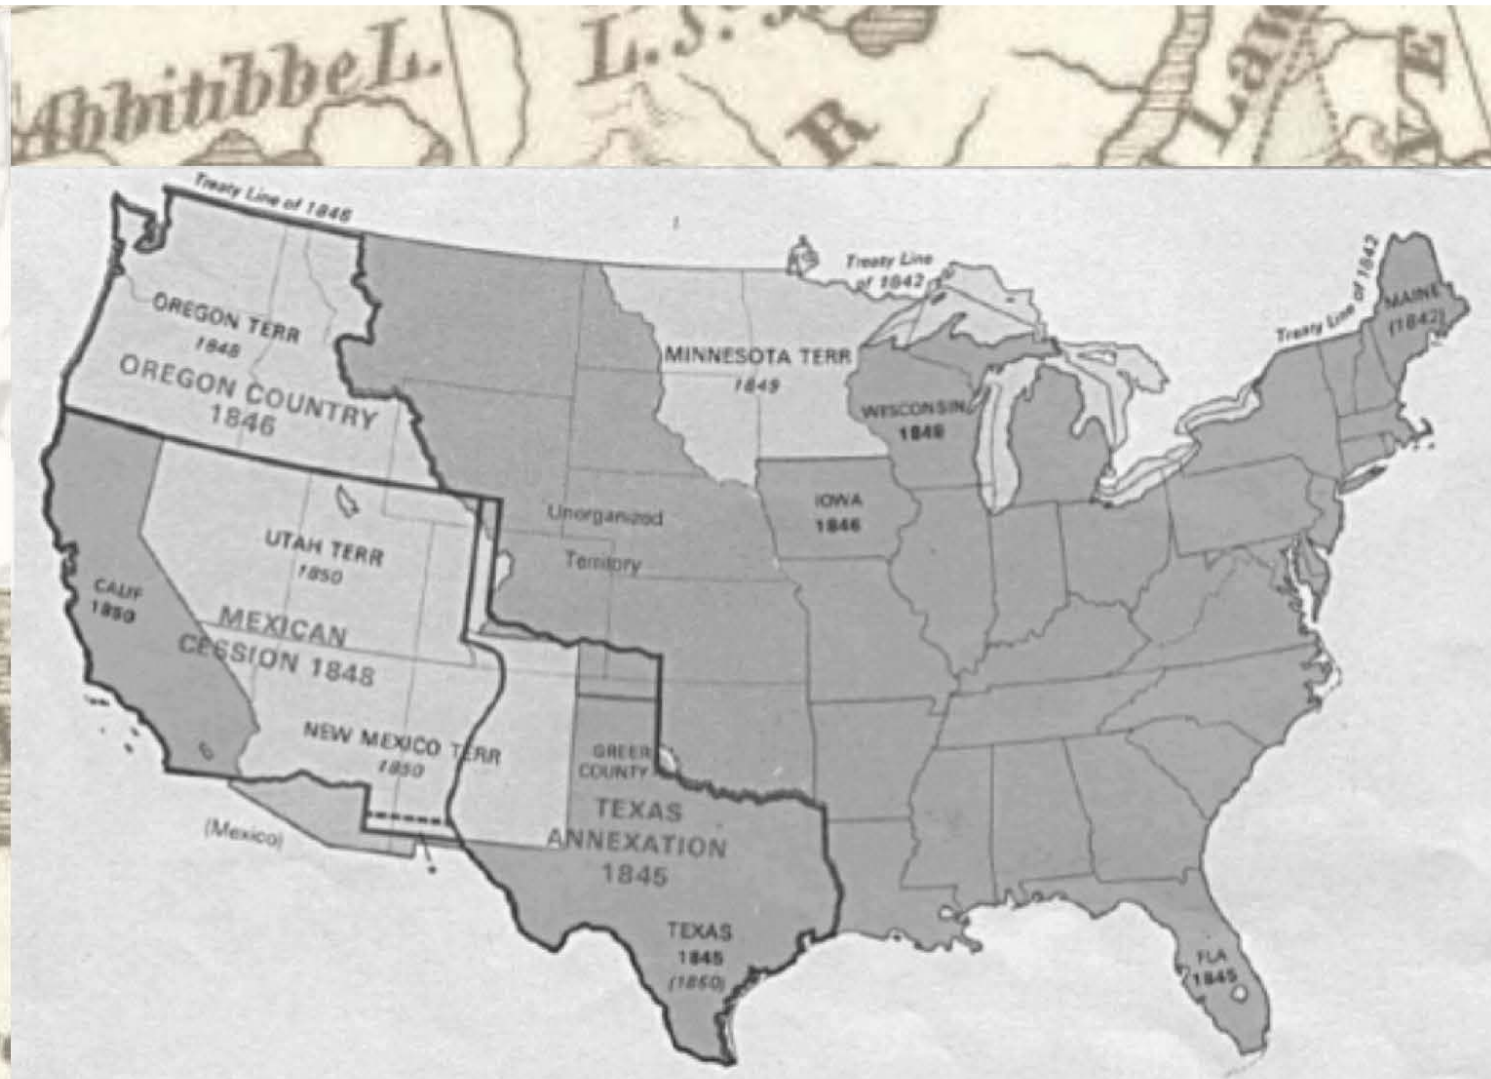 Abbitibbe L.
L. S.
R
Law
VE
Treaty Line of 1846
Treaty Line
of 1842
Treaty Line of 1842
MAINE
(1842)
OREGON TERR
1848
OREGON COUNTRY
1846
MINNESOTA TERR
1849
WISCONSIN
1848
IOWA
1846
Unorganized
Territory
UTAH TERR
1850
CALIF
1850
MEXICAN
CESSION 1848
NEW MEXICO TERR
1850
GREER
COUNTY
TEXAS
ANNEXATION
1845
(Mexico)
TEXAS
1845
(1850)
FLA
1845